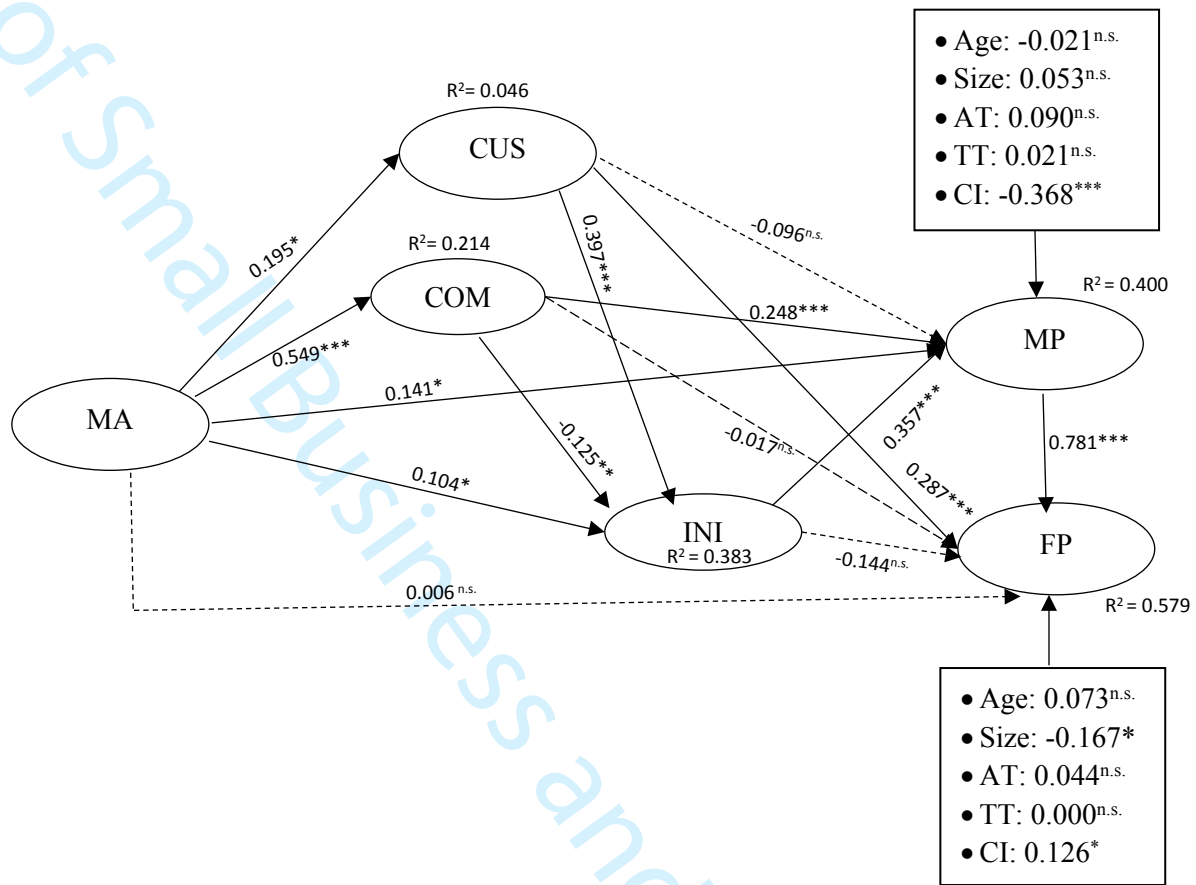 • Age: -0.021n.s.
• Size: 0.053n.s.
• AT: 0.090n.s.
• TT: 0.021n.s.
• CI: -0.368***
R²= 0.046
CUS
R²= 0.214
COM
R² = 0.400
MP
MA
INI
R² = 0.383
FP
R² = 0.579
0.195*
0.549***
0.141*
0.104*
0.006 n.s.
0.397***
-0.125**
-0.096n.s.
0.248***
-0.017n.s.
0.357***
0.287***
-0.144n.s.
0.781***
• Age: 0.073n.s.
• Size: -0.167*
• AT: 0.044n.s.
• TT: 0.000n.s.
• CI: 0.126*
of Small Business and